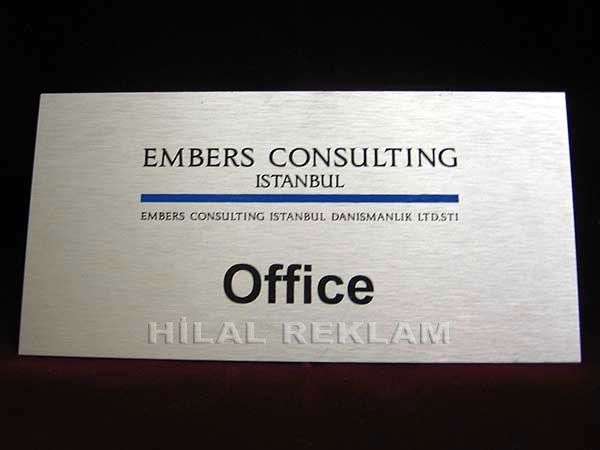 EMBERS CONSULTING
ISTANBUL
EMBERS CONSULTING ISTANBUL DANISMANLIK LTD.STI
Office
HİLAL REKLAM